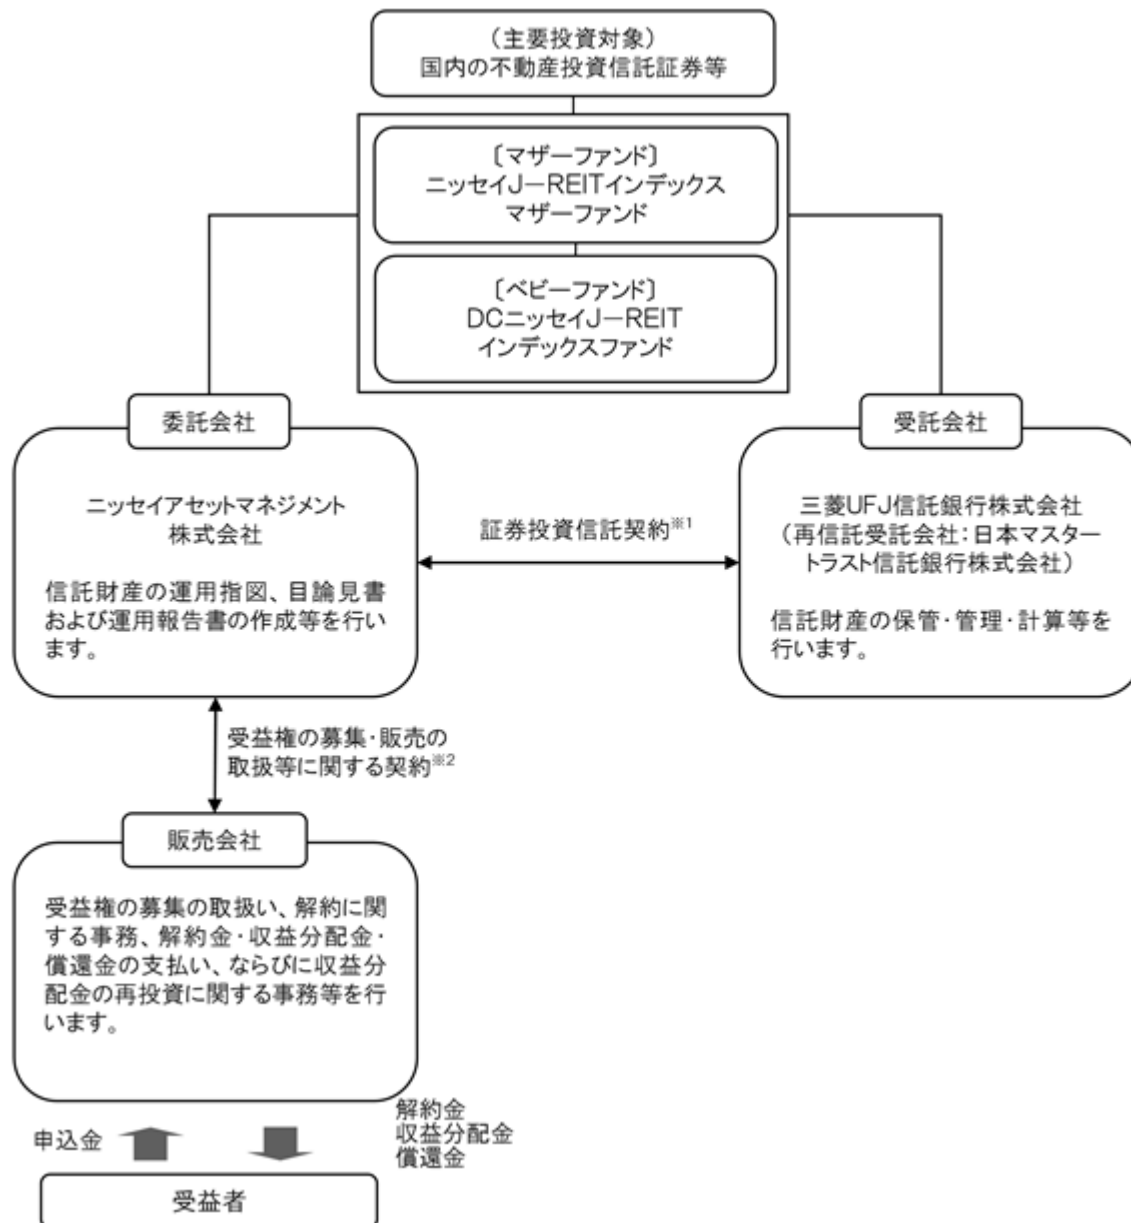 （主要投資対象）
国内の不動産投資信託証券等
〔マザーファンド〕
ニッセイJ－REITインデックス
マザーファンド
〔ベビーファンド〕
DCニッセイJ－REIT
インデックスファンド
委託会社
ニッセイアセットマネジメント
株式会社
信託財産の運用指図、目論見書
および運用報告書の作成等を行い
ます。
証券投資信託契約※1
受託会社
三菱UFJ信託銀行株式会社
（再信託受託会社：日本マスター
トラスト信託銀行株式会社）
信託財産の保管・管理・計算等を
行います。
受益権の募集・販売の
取扱等に関する契約※2
販売会社
受益権の募集の取扱い、解約に関
する事務、解約金・収益分配金・
償還金の支払い、ならびに収益分
配金の再投資に関する事務等を行
います。
申込金
解約金
収益分配金
償還金
受益者